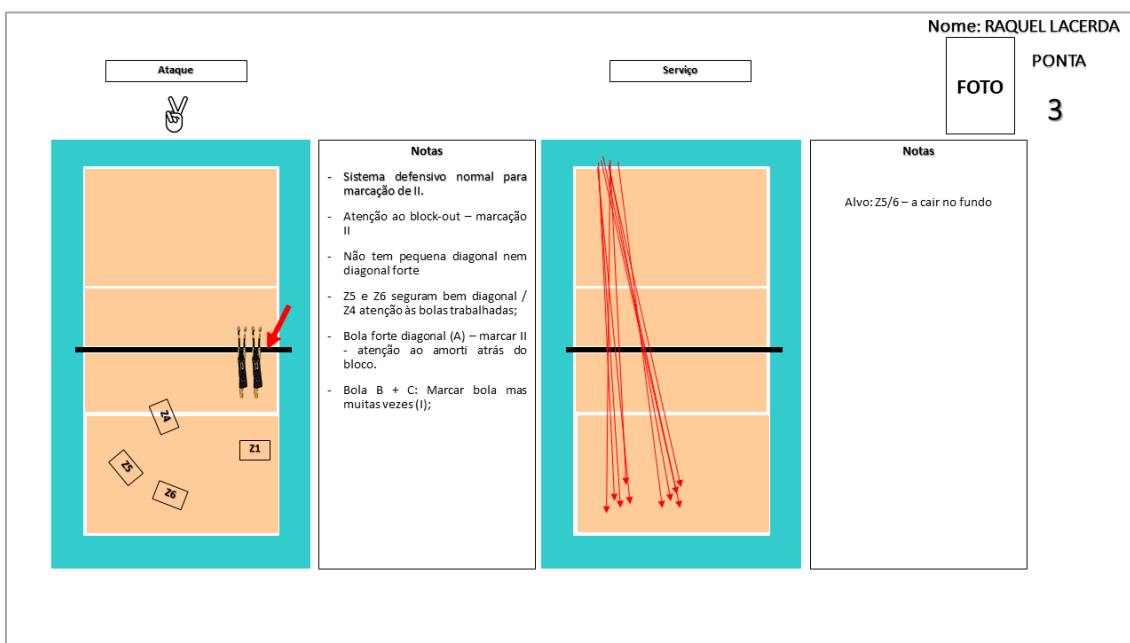 Nome: RAQUEL LACERDA
PONTA
3
FOTO
Ataque
Serviço
Notas
- Sistema defensivo normal para
marcação de II.
- Atenção ao block-out – marcação
II
- Não tem pequena diagonal nem
diagonal forte
- Z5 e Z6 seguram bem diagonal /
Z4 atenção às bolas trabalhadas;
- Bola forte diagonal (A) – marcar II
- atenção ao amorti atrás do
bloco.
- Bola B + C: Marcar bola mas
muitas vezes (I);
Z4
Z1
Z5
Z6
Notas
Alvo: Z5/6 – a cair no fundo